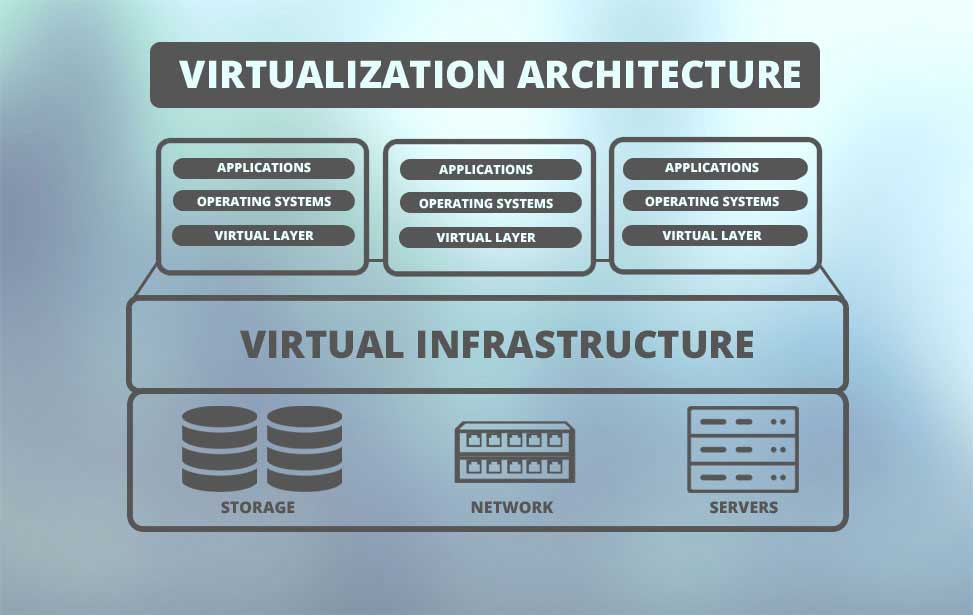 VIRTUALIZATION ARCHITECTURE
APPLICATIONS
OPERATING SYSTEMS
VIRTUAL LAYER
APPLICATIONS
OPERATING SYSTEMS
VIRTUAL LAYER
APPLICATIONS
OPERATING SYSTEMS
VIRTUAL LAYER
VIRTUAL INFRASTRUCTURE
STORAGE
NETWORK
SERVERS